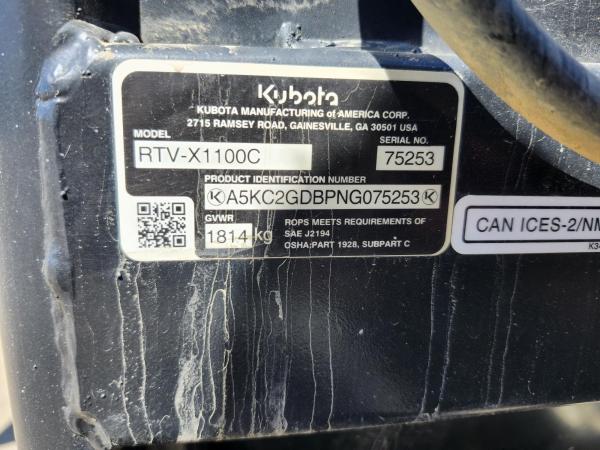 Kubota
KUBOTA MANUFACTURING of AMERICA CORP.
2715 RAMSEY ROAD, GAINESVILLE, GA 30501 USA
MODEL
SERIAL NO.
RTV-X1100C
75253
PRODUCT IDENTIFICATION NUMBER
A5KC2GDBPNG075253
GVWR
1814 kg
ROPS MEETS REQUIREMENTS OF
SAE J2194
OSHA:PART 1928, SUBPART C
CAN ICES-2/NM
K34